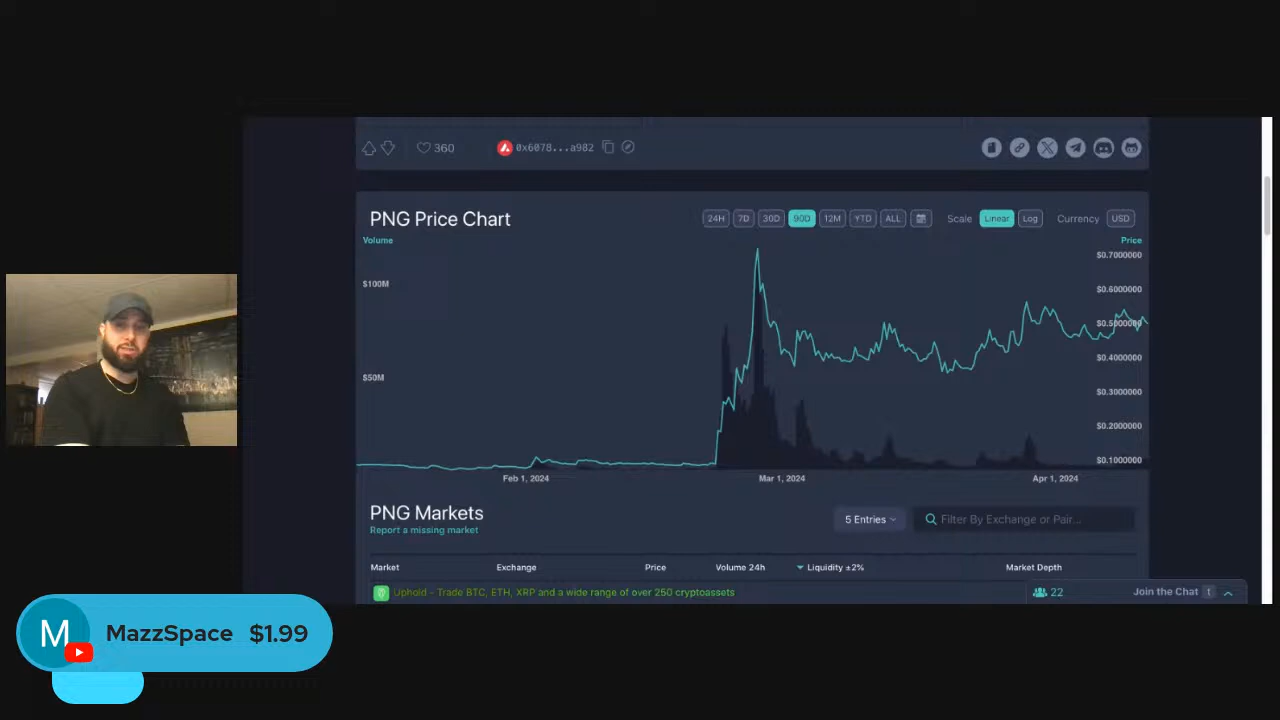 360
0x6078...a982
PNG Price Chart
24H 7D 30D 90D 12M YTD ALL Scale Linear Log Currency USD
Volume Price
$0.7000000
$100M
$0.6000000
$0.5000000
$0.4000000
$50M
$0.3000000
$0.2000000
$0.1000000
Feb 1, 2024 Mar 1, 2024 Apr 1, 2024
PNG Markets
5 Entries
Filter By Exchange or Pair...
Report a missing market
Market Exchange Price Volume 24h Liquidity ±2% Market Depth
Uphold - Trade BTC, ETH, XRP and a wide range of over 250 cryptoassets
22 Join the Chat t
M MazzSpace $1.99